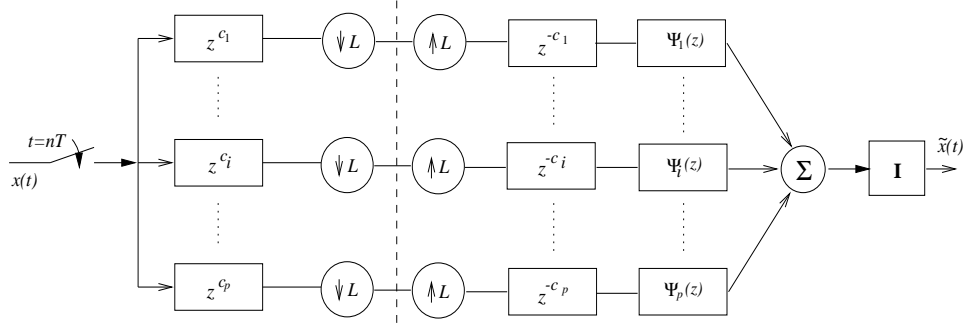 z^{c_1} ↓L ↑L z^{-c_1} Ψ_1(z)
t=nT
x(t)
z^{c_i} ↓L ↑L z^{-c_i} Ψ_i(z) Σ I x̃(t)
z^{c_p} ↓L ↑L z^{-c_p} Ψ_p(z)